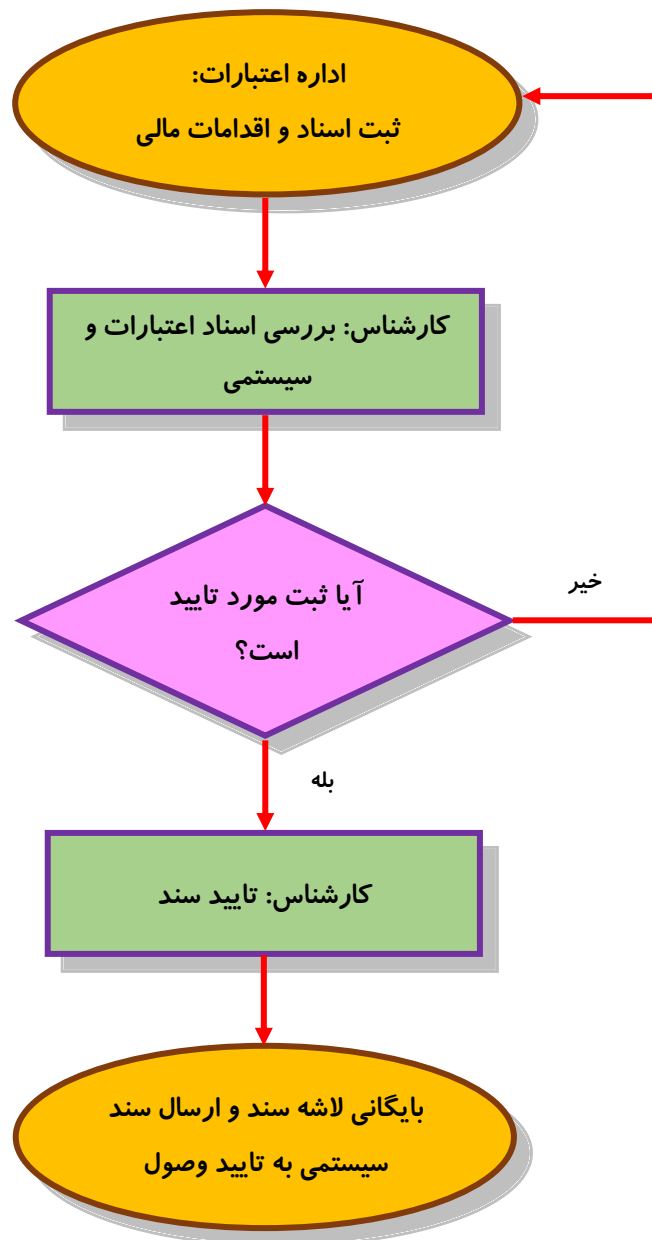 اداره اعتبارات:
ثبت اسناد و اقدامات مالی
کارشناس: بررسی اسناد اعتبارات و
سیستمی
آیا ثبت مورد تایید
است؟
خیر
بله
کارشناس: تایید سند
بایگانی لاشه سند و ارسال سند
سیستمی به تایید وصول